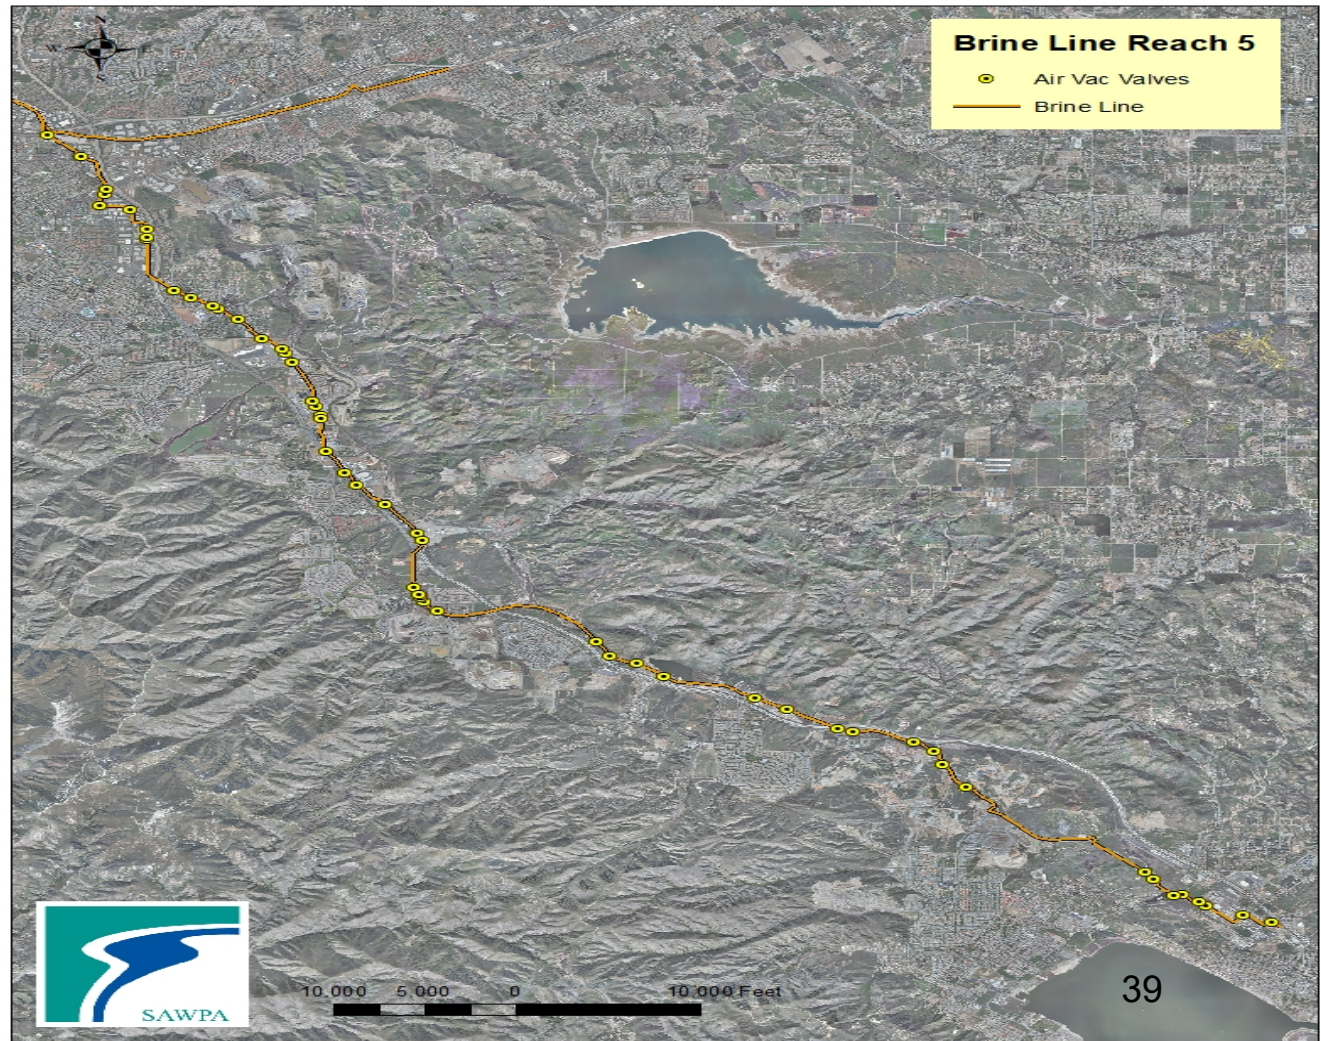 N
W E
S
Brine Line Reach 5
Air Vac Valves
Brine Line
SAWPA
10,000 5,000 0 10,000 Feet
39